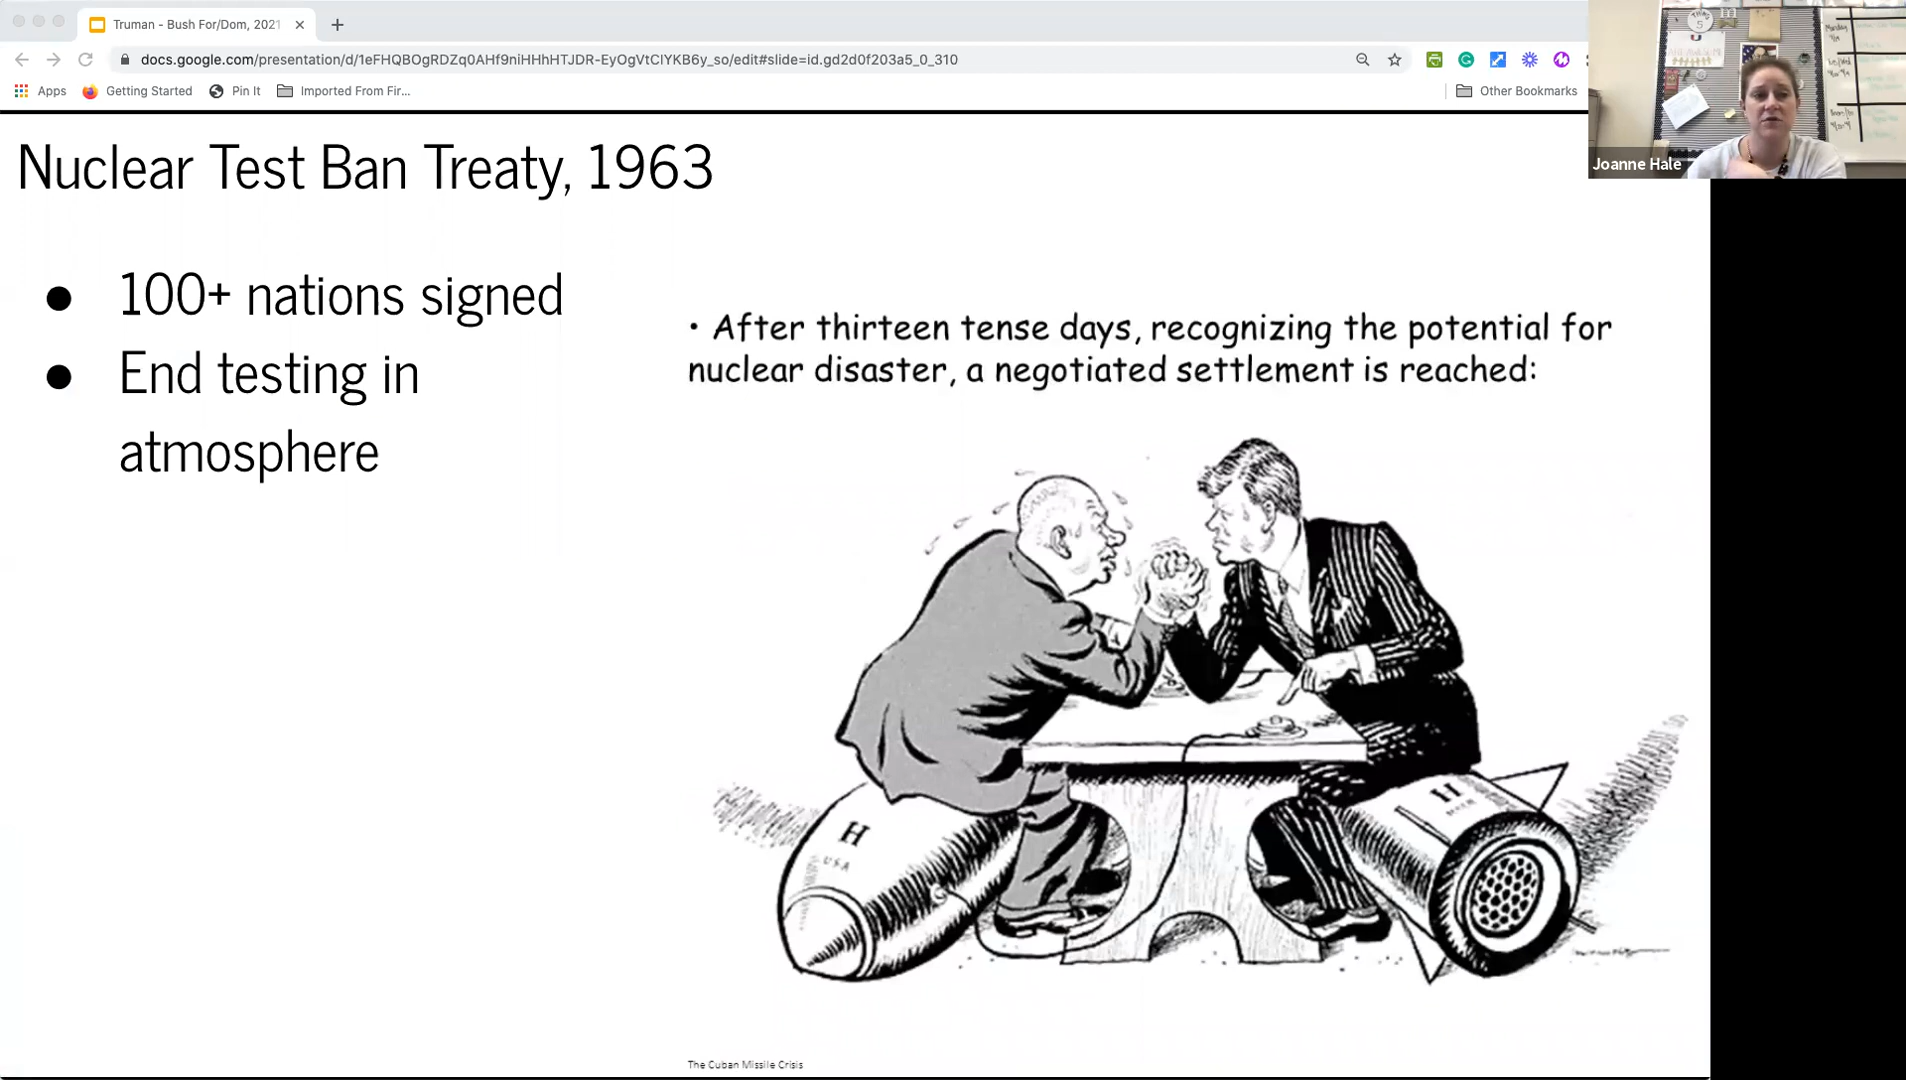 Truman - Bush For/Dom, 2021
docs.google.com/presentation/d/1eFHQBOgRDZq0AHf9niHHhHTJDR-EyOgVtCIYKB6y_so/edit#slide=id.gd2d0f203a5_0_310
Apps Getting Started Pin It Imported From Fir... Other Bookmarks
Joanne Hale
Nuclear Test Ban Treaty, 1963
● 100+ nations signed
● End testing in
atmosphere
• After thirteen tense days, recognizing the potential for
nuclear disaster, a negotiated settlement is reached:
H
USA
H
The Cuban Missile Crisis